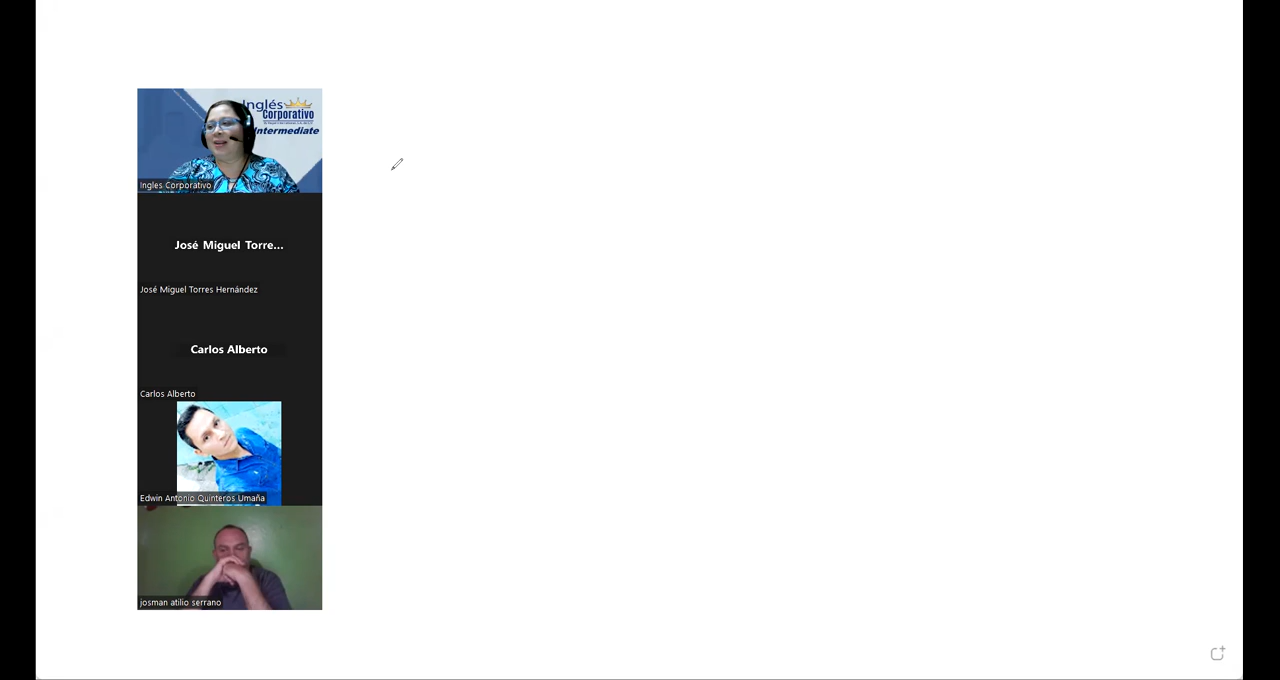 Inglés
Corporativo
Intermediate
Ingles Corporativo
José Miguel Torre...
José Miguel Torres Hernández
Carlos Alberto
Carlos Alberto
Edwin Antonio Quinteros Umaña
josman atilio serrano